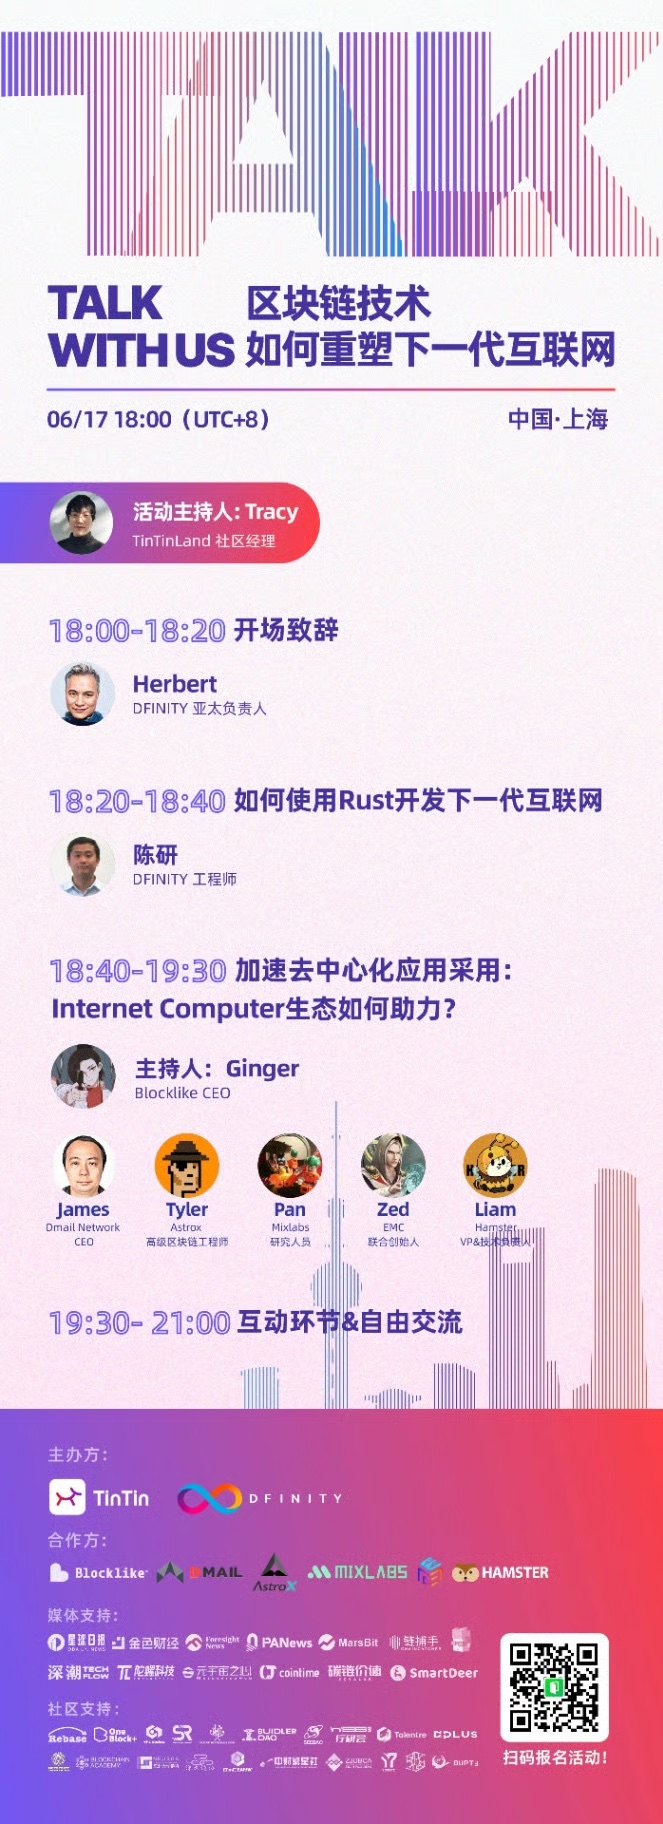 TALK
TALK 区块链技术
WITH US 如何重塑下一代互联网
06/17 18:00（UTC+8） 中国·上海
活动主持人：Tracy
TinTinLand 社区经理
18:00-18:20 开场致辞
Herbert
DFINITY 亚太负责人
18:20-18:40 如何使用Rust开发下一代互联网
陈研
DFINITY 工程师
18:40-19:30 加速去中心化应用采用：
Internet Computer生态如何助力？
主持人：Ginger
Blocklike CEO
James Tyler Pan Zed Liam
Dmail Network Astrox Mixlabs EMC Hamster
CEO 高级区块链工程师 研究人员 联合创始人 VP&技术负责人
19:30- 21:00 互动环节&自由交流
主办方：
TinTin DFINITY
合作方：
Blocklike DMAIL AstroX MIXLABS HAMSTER
媒体支持：
星球日报 金色财经 Foresight News PANews MarsBit 链捕手
深潮 TECH FLOW 陀螺科技 元宇宙之心 cointime 碳链价值 SmartDeer
社区支持：
Rebase One Block+ SR BUIDLER DAO SEEDAO Talentre DPLUS
BLOCKCHAIN ACADEMY BUPT3
扫码报名活动！